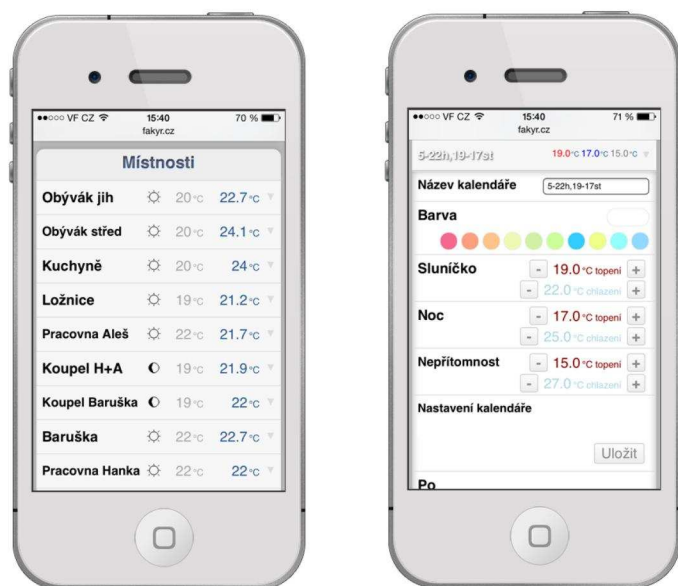 ●●○○○ VF CZ 15:40 70 %
fakyr.cz
Místnosti
Obývák jih 20°C 22.7°C
Obývák střed 20°C 24.1°C
Kuchyně 20°C 24°C
Ložnice 19°C 21.2°C
Pracovna Aleš 22°C 21.7°C
Koupel H+A 19°C 21.9°C
Koupel Baruška 19°C 22°C
Baruška 22°C 22.7°C
Pracovna Hanka 22°C 22°C
●●○○○ VF CZ 15:40 71 %
fakyr.cz
5-22h,19-17st 19.0°C 17.0°C 15.0°C
Název kalendáře 5-22h,19-17st
Barva
Sluníčko - 19.0 °C topení +
- 22.0 °C chlazení +
Noc - 17.0 °C topení +
- 25.0 °C chlazení +
Nepřítomnost - 15.0 °C topení +
- 27.0 °C chlazení +
Nastavení kalendáře
Uložit
Po